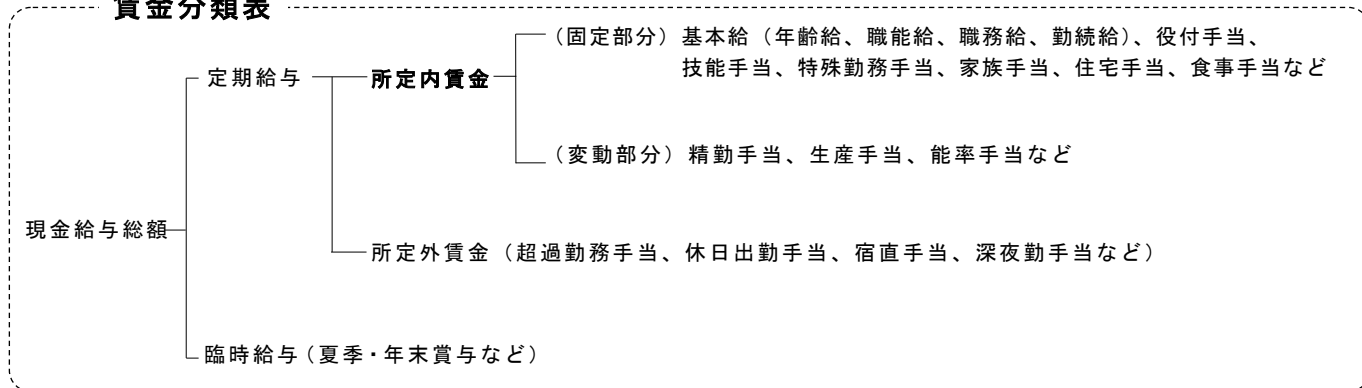 賃金分類表
(固定部分) 基本給(年齢給、職能給、職務給、勤続給)、役付手当、
技能手当、特殊勤務手当、家族手当、住宅手当、食事手当など
定期給与
所定内賃金
(変動部分) 精勤手当、生産手当、能率手当など
現金給与総額
所定外賃金(超過勤務手当、休日出勤手当、宿直手当、深夜勤手当など)
臨時給与(夏季・年末賞与など)